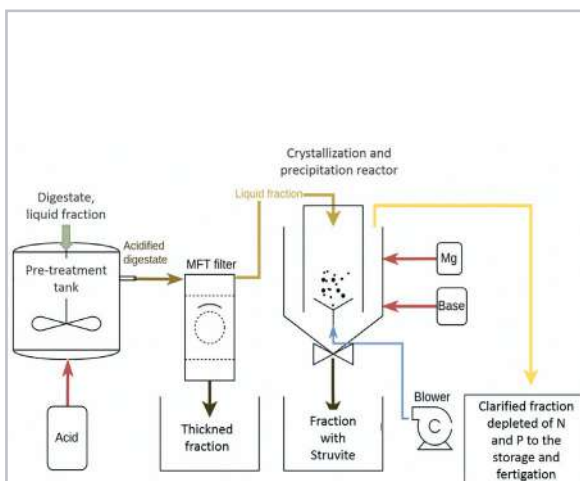 Crystallization and
precipitation reactor
Liquid fraction
Digestate,
liquid fraction
Acidified
digestate
MFT filter
Pre-treatment
tank
Mg
Base
Acid
Thickned
fraction
Fraction
with
Struvite
Blower
Clarified fraction
depleted of N
and P to the
storage and
fertigation